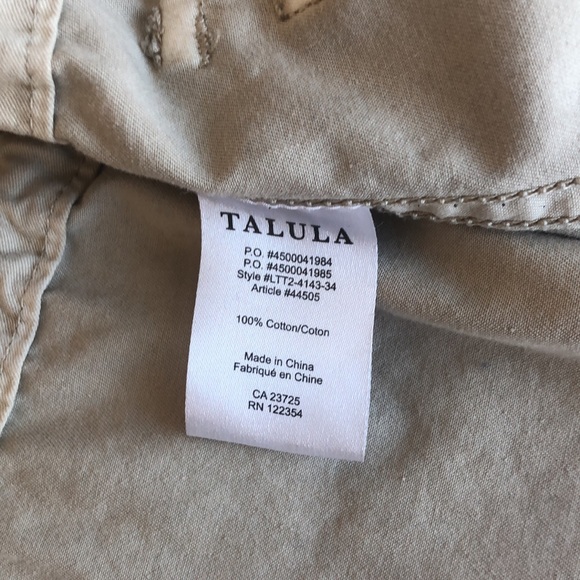 TALULA
P.O. #4500041984
P.O. #4500041985
Style #LTT2-4143-34
Article #44505
100% Cotton/Coton
Made in China
Fabriqué en Chine
CA 23725
RN 122354